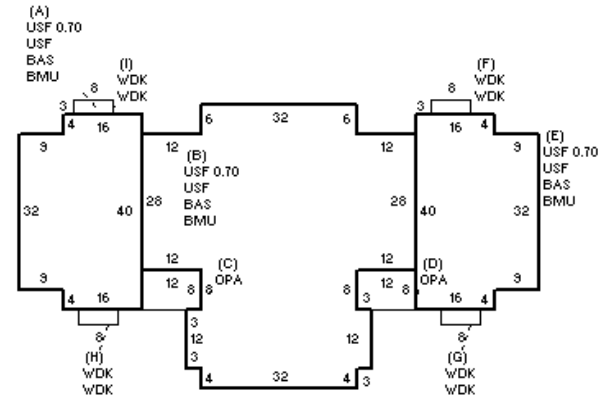 (A)
USF 0.70
USF
BAS
BMU
(I)
WDK
WDK
8
3
4
16
9
32
40
9
4
16
8
(H)
WDK
WDK
6
32
6
12
(B)
USF 0.70
USF
BAS
BMU
28
12
12
8
8
(C)
OPA
3
12
3
4
32
4
3
12
12
28
12
12
8
8
3
(D)
OPA
(F)
WDK
WDK
8
3
16
4
9
(E)
USF 0.70
USF
BAS
BMU
40
32
9
16
4
8
(G)
WDK
WDK